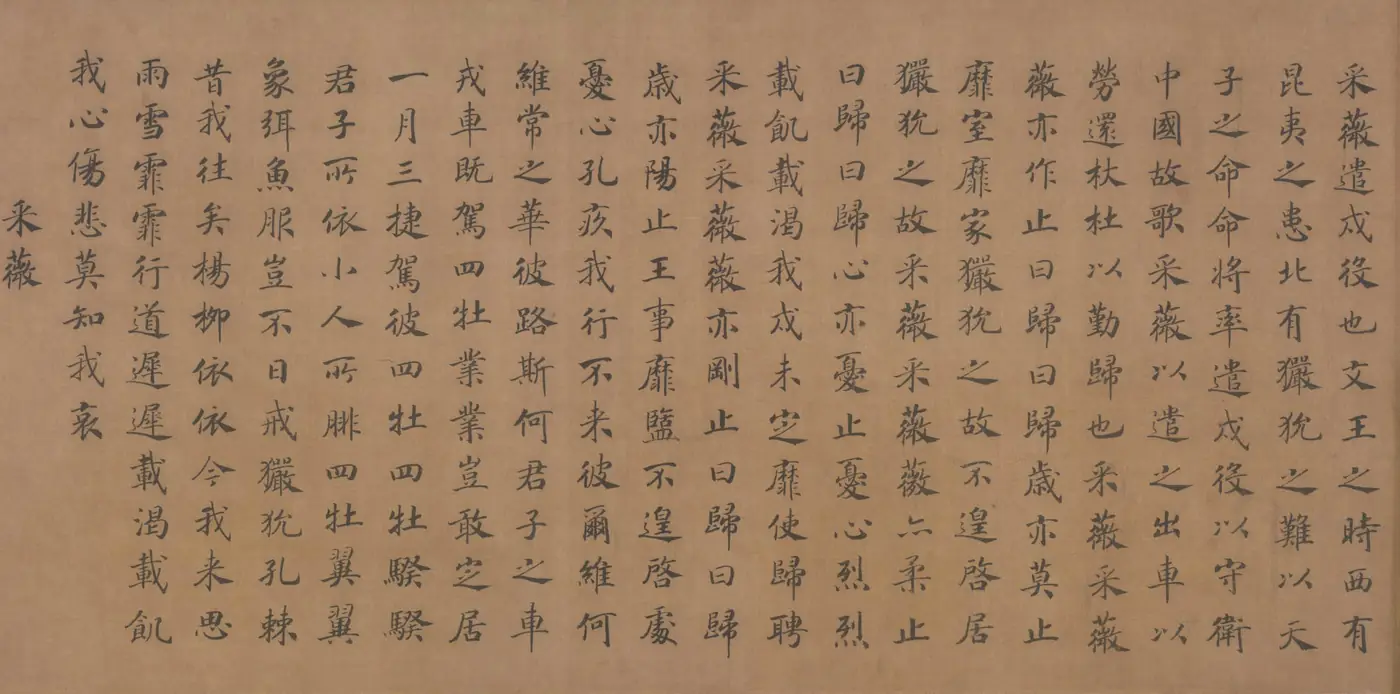 采薇遣戍役也文王之時西有
昆夷之患北有玁狁之難以天
子之命命將率遣戍役以守衛
中國故歌采薇以遣之出車以
勞還杕杜以勤歸也采薇采薇
薇亦作止曰歸曰歸歲亦莫止
靡室靡家玁狁之故不遑啓居
玁狁之故采薇采薇薇亦柔止
曰歸曰歸心亦憂止憂心烈烈
載飢載渴我戍未定靡使歸聘
采薇采薇薇亦剛止曰歸曰歸
歲亦陽止王事靡盬不遑啓處
憂心孔疚我行不来彼爾維何
維常之華彼路斯何君子之車
戎車既駕四牡業業豈敢定居
一月三捷駕彼四牡四牡騤騤
君子所依小人所腓四牡翼翼
象弭魚服豈不日戒玁狁孔棘
昔我往矣楊柳依依今我来思
雨雪霏霏行道遲遲載渴載飢
我心傷悲莫知我哀
采薇